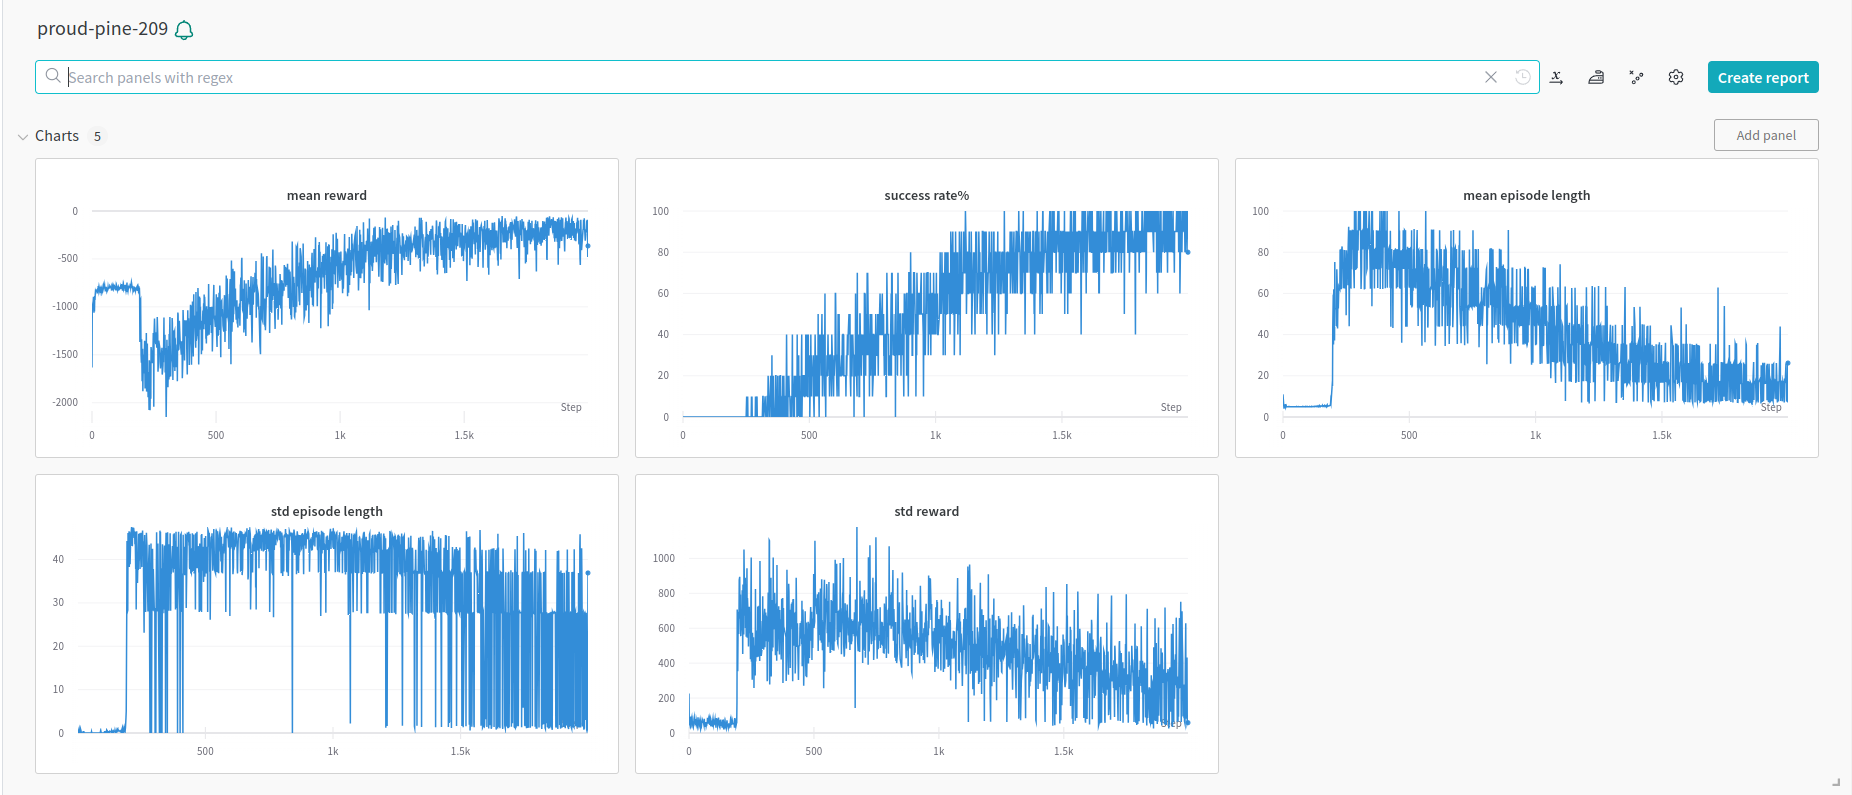 proud-pine-209
Search panels with regex
Create report
Charts 5
Add panel
mean reward
0
-500
-1000
-1500
-2000
Step
0 500 1k 1.5k
success rate%
100
80
60
40
20
0
Step
0 500 1k 1.5k
mean episode length
100
80
60
40
20
0
Step
0 500 1k 1.5k
std episode length
40
30
20
10
0
500 1k 1.5k
std reward
1000
800
600
400
200
0
Step
0 500 1k 1.5k